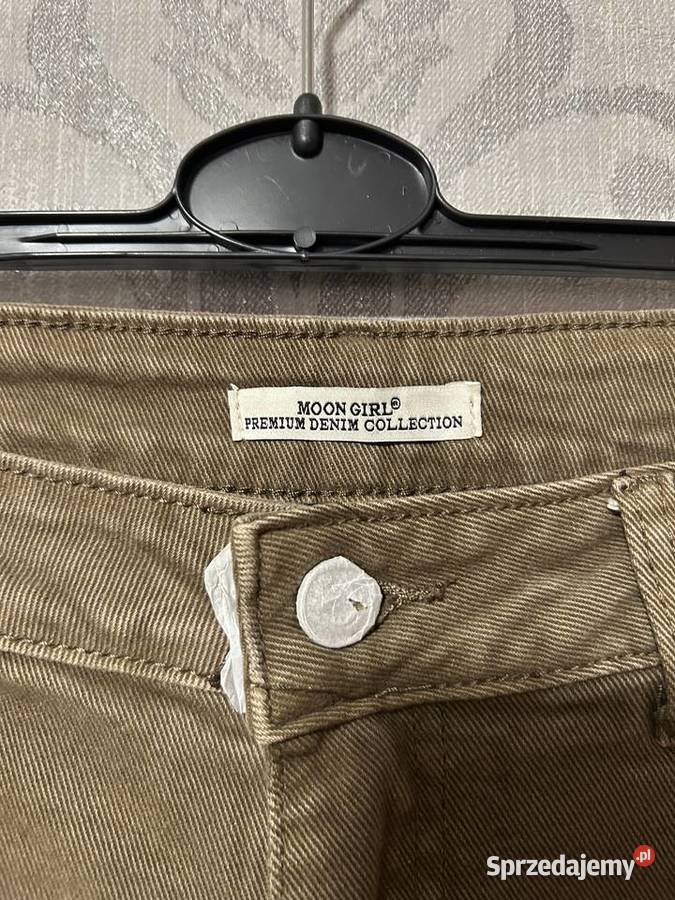 MOON GIRL®
PREMIUM DENIM COLLECTION
Sprzedajemy.pl